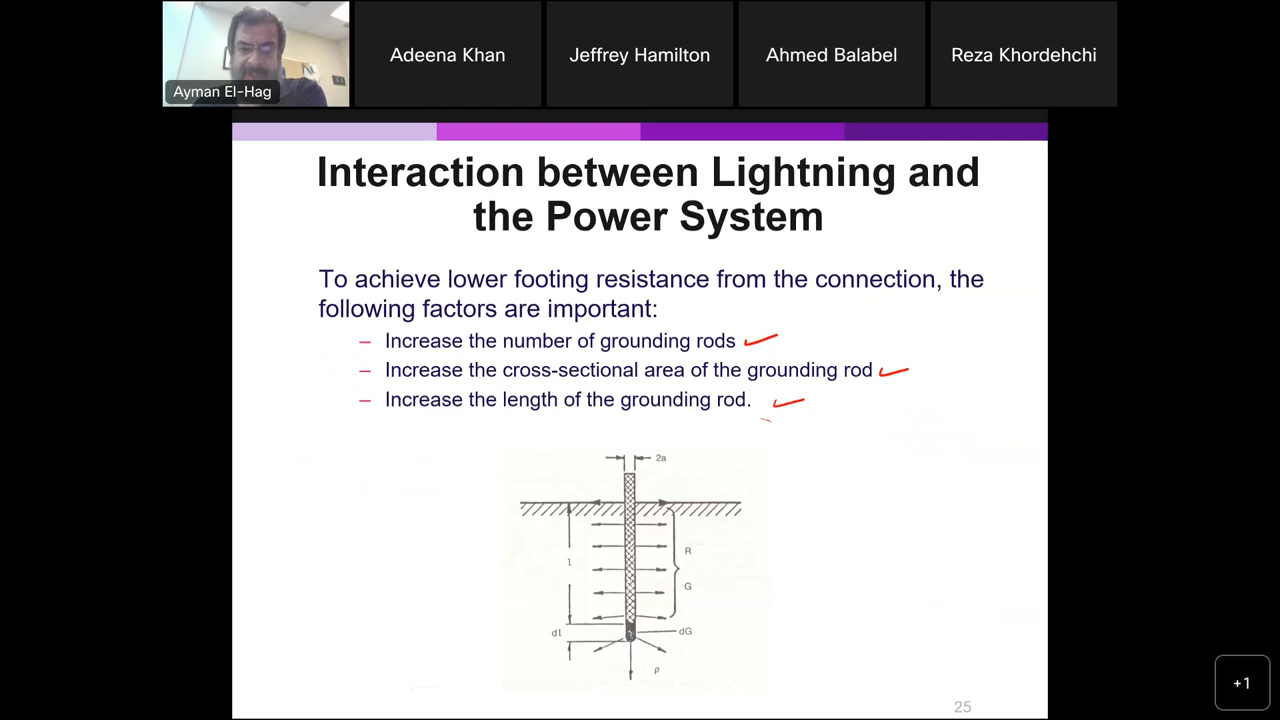 Ayman El-Hag
Adeena Khan
Jeffrey Hamilton
Ahmed Balabel
Reza Khordehchi
Interaction between Lightning and
the Power System
To achieve lower footing resistance from the connection, the
following factors are important:
– Increase the number of grounding rods
– Increase the cross-sectional area of the grounding rod
– Increase the length of the grounding rod.
2a
R
l
G
dl
dG
ρ
25
+1